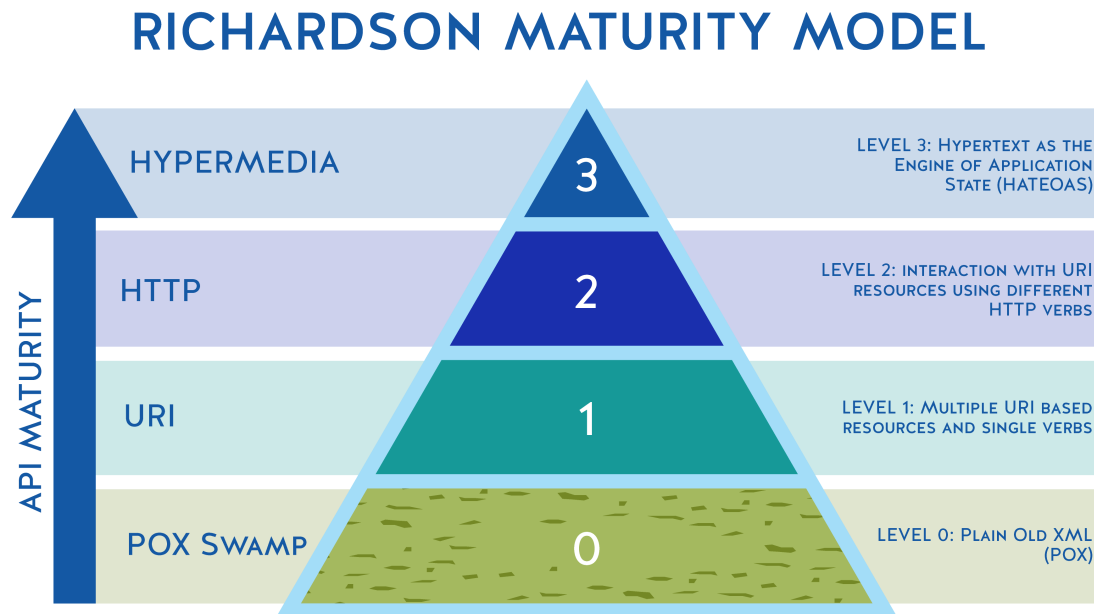 RICHARDSON MATURITY MODEL
HYPERMEDIA
3
LEVEL 3: HYPERTEXT AS THE
ENGINE OF APPLICATION
STATE (HATEOAS)
HTTP
2
LEVEL 2: INTERACTION WITH URI
RESOURCES USING DIFFERENT
HTTP VERBS
URI
1
LEVEL 1: MULTIPLE URI BASED
RESOURCES AND SINGLE VERBS
POX SWAMP
0
LEVEL 0: PLAIN OLD XML
(POX)
API MATURITY